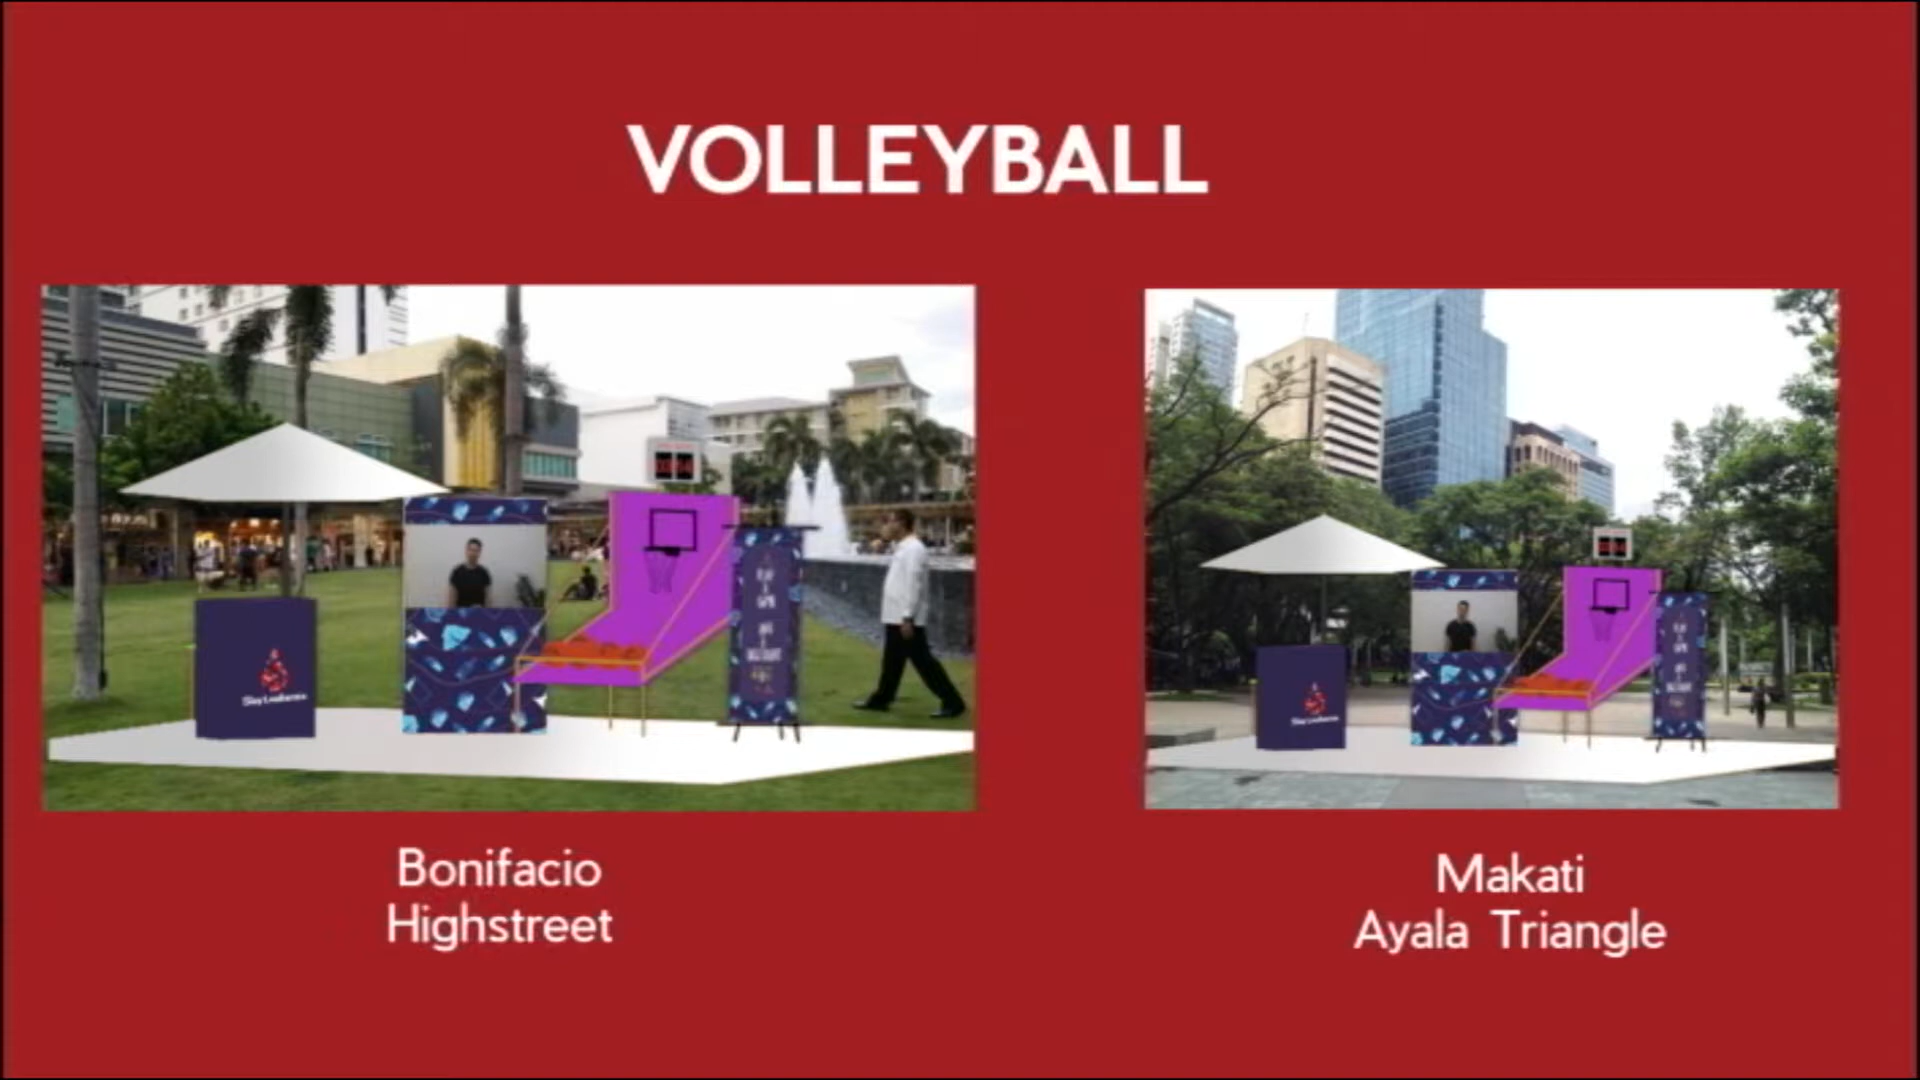 VOLLEYBALL
Bonifacio
Highstreet
Makati
Ayala Triangle